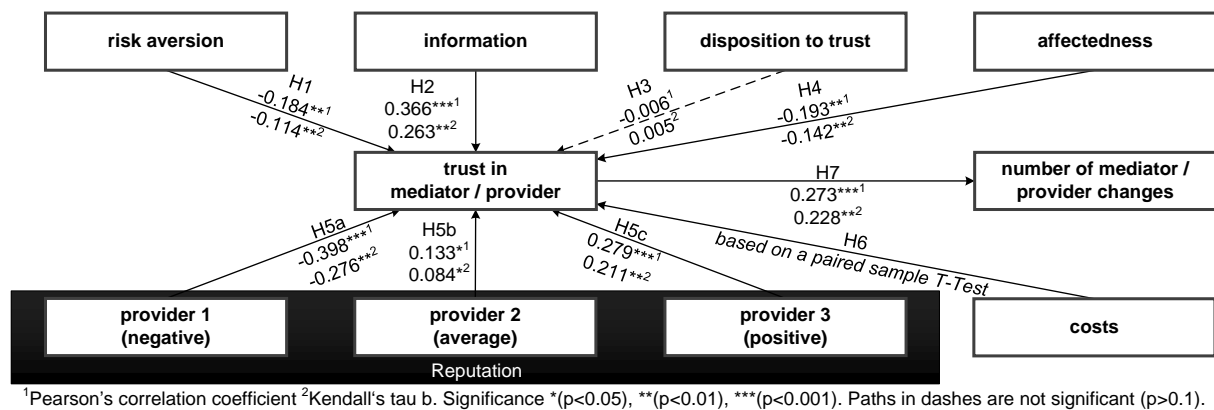 risk aversion
information
disposition to trust
affectedness
H1
-0.184**¹
-0.114**²
H2
0.366***¹
0.263**²
H3
-0.006¹
0.005²
H4
-0.193**¹
-0.142**²
trust in
mediator / provider
number of mediator /
provider changes
H7
0.273***¹
0.228**²
H5a
-0.398***¹
-0.276**²
H5b
0.133*¹
0.084*²
H5c
0.279***¹
0.211**²
H6
based on a paired sample T-Test
provider 1
(negative)
provider 2
(average)
provider 3
(positive)
costs
Reputation
¹Pearson's correlation coefficient ²Kendall‘s tau b. Significance *(p<0.05), **(p<0.01), ***(p<0.001). Paths in dashes are not significant (p>0.1).